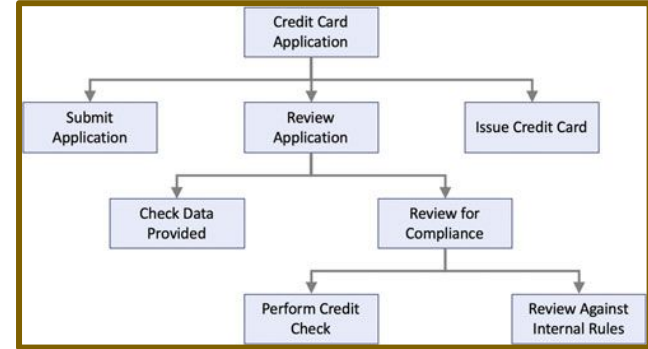 Credit Card
Application
Submit
Application
Review
Application
Issue Credit Card
Check Data
Provided
Review for
Compliance
Perform Credit
Check
Review Against
Internal Rules